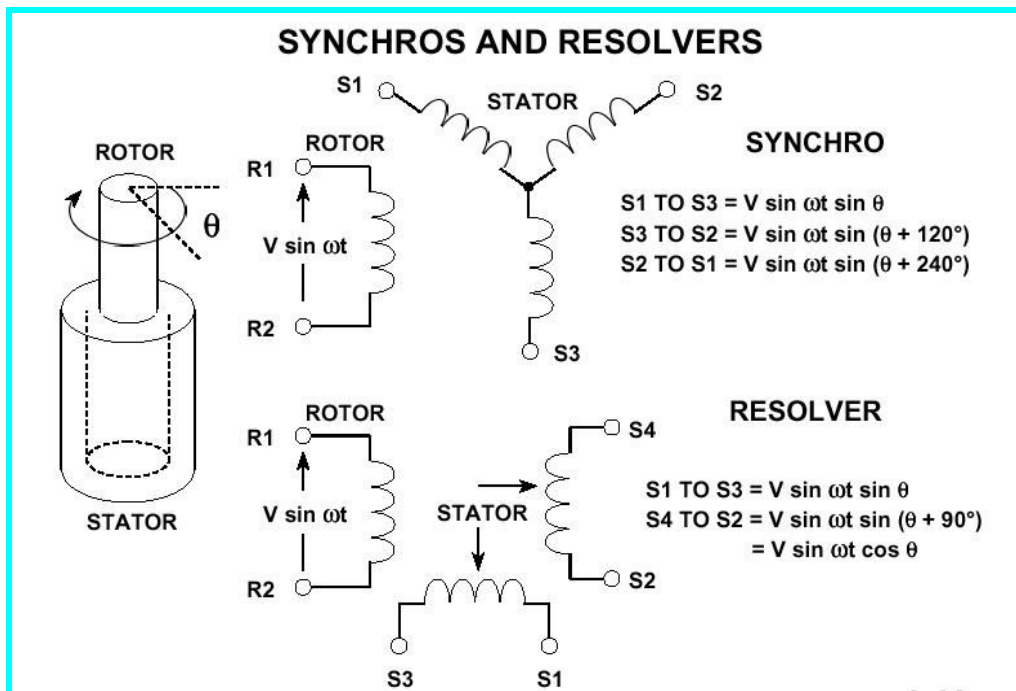 SYNCHROS AND RESOLVERS
S1
STATOR
S2
ROTOR
ROTOR
R1
SYNCHRO
θ
V sin ωt
S1 TO S3 = V sin ωt sin θ
S3 TO S2 = V sin ωt sin (θ + 120°)
S2 TO S1 = V sin ωt sin (θ + 240°)
R2
S3
ROTOR
RESOLVER
R1
S4
STATOR
V sin ωt
STATOR
S1 TO S3 = V sin ωt sin θ
S4 TO S2 = V sin ωt sin (θ + 90°)
= V sin ωt cos θ
R2
S2
S3
S1